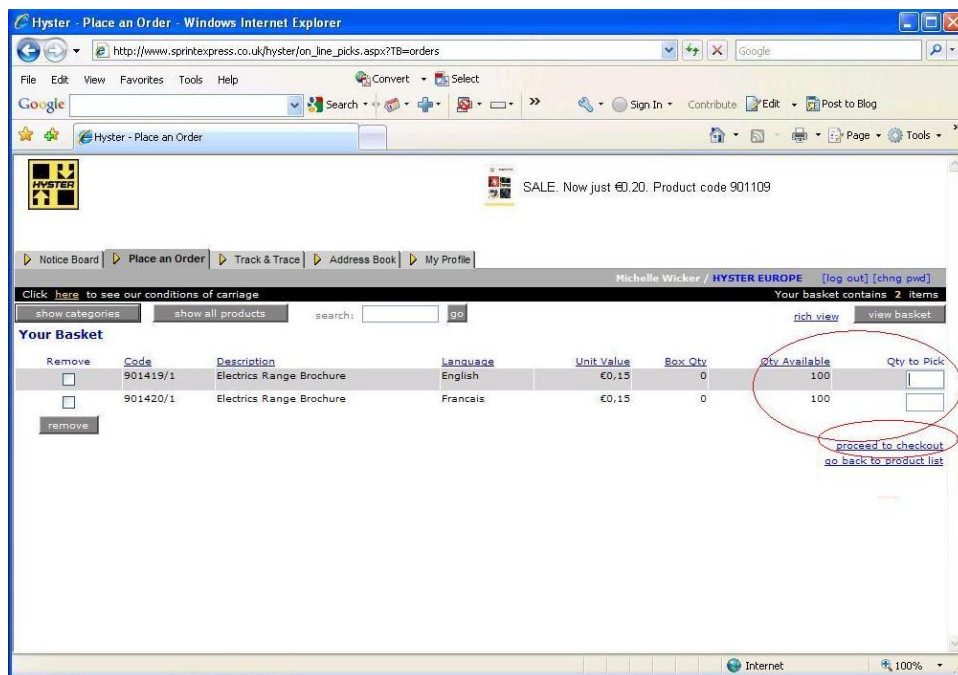 Hyster - Place an Order - Windows Internet Explorer
http://www.sprintexpress.co.uk/hyster/on_line_picks.aspx?TB=orders
Google
File Edit View Favorites Tools Help
Convert Select
Google
Search
»
Sign In Contribute Edit Post to Blog
Hyster - Place an Order
Page Tools »
HYSTER
SALE. Now just €0.20. Product code 901109
Notice Board Place an Order Track & Trace Address Book My Profile
Michelle Wicker / HYSTER EUROPE [log out] [chng pwd]
Click here to see our conditions of carriage
Your basket contains 2 items
show categories show all products search: go rich view view basket
Your Basket
Remove Code Description Language Unit Value Box Qty Qty Available Qty to Pick
901419/1 Electrics Range Brochure English €0,15 0 100
901420/1 Electrics Range Brochure Francais €0,15 0 100
remove
proceed to checkout
go back to product list
Internet 100%